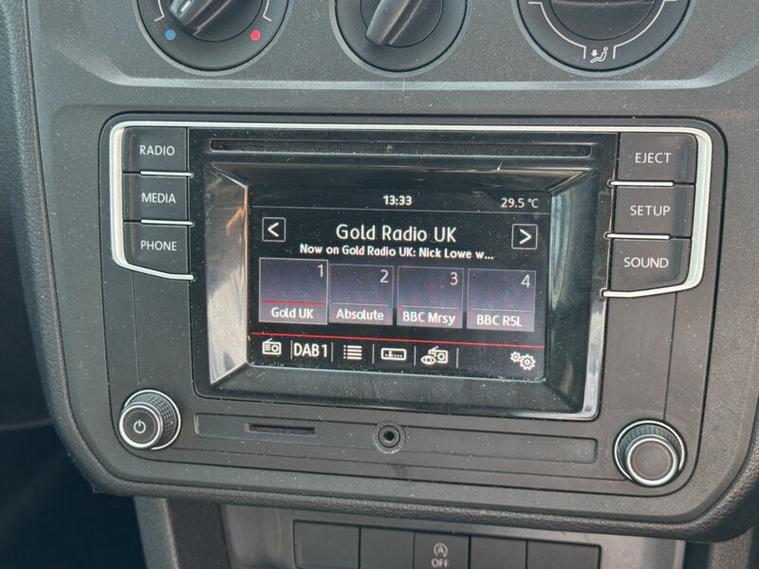 RADIO
MEDIA
PHONE
EJECT
SETUP
SOUND
13:33 29.5 °C
< Gold Radio UK >
Now on Gold Radio UK: Nick Lowe w...
1 2 3 4
Gold UK Absolute BBC Mrsy BBC R5L
DAB1
OFF